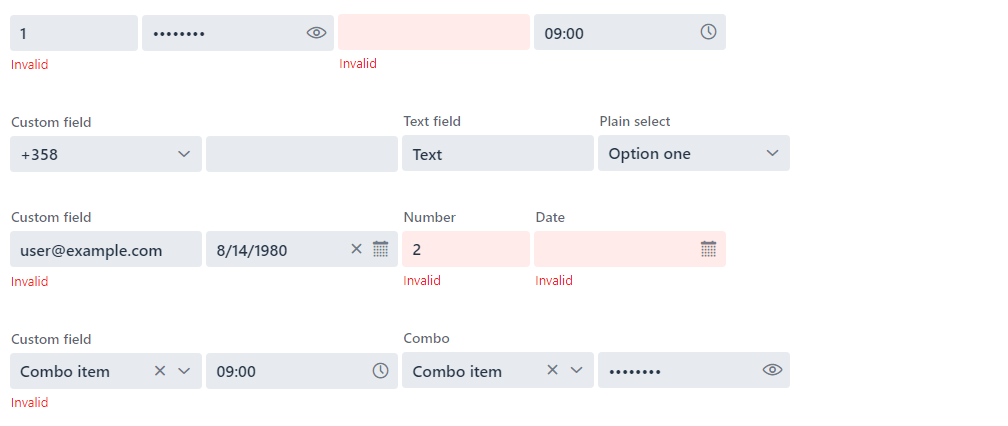 1 •••••••• 09:00
Invalid Invalid
Custom field Text field Plain select
+358 Text Option one
Custom field Number Date
user@example.com 8/14/1980 2
Invalid Invalid Invalid
Custom field Combo
Combo item 09:00 Combo item ••••••••
Invalid